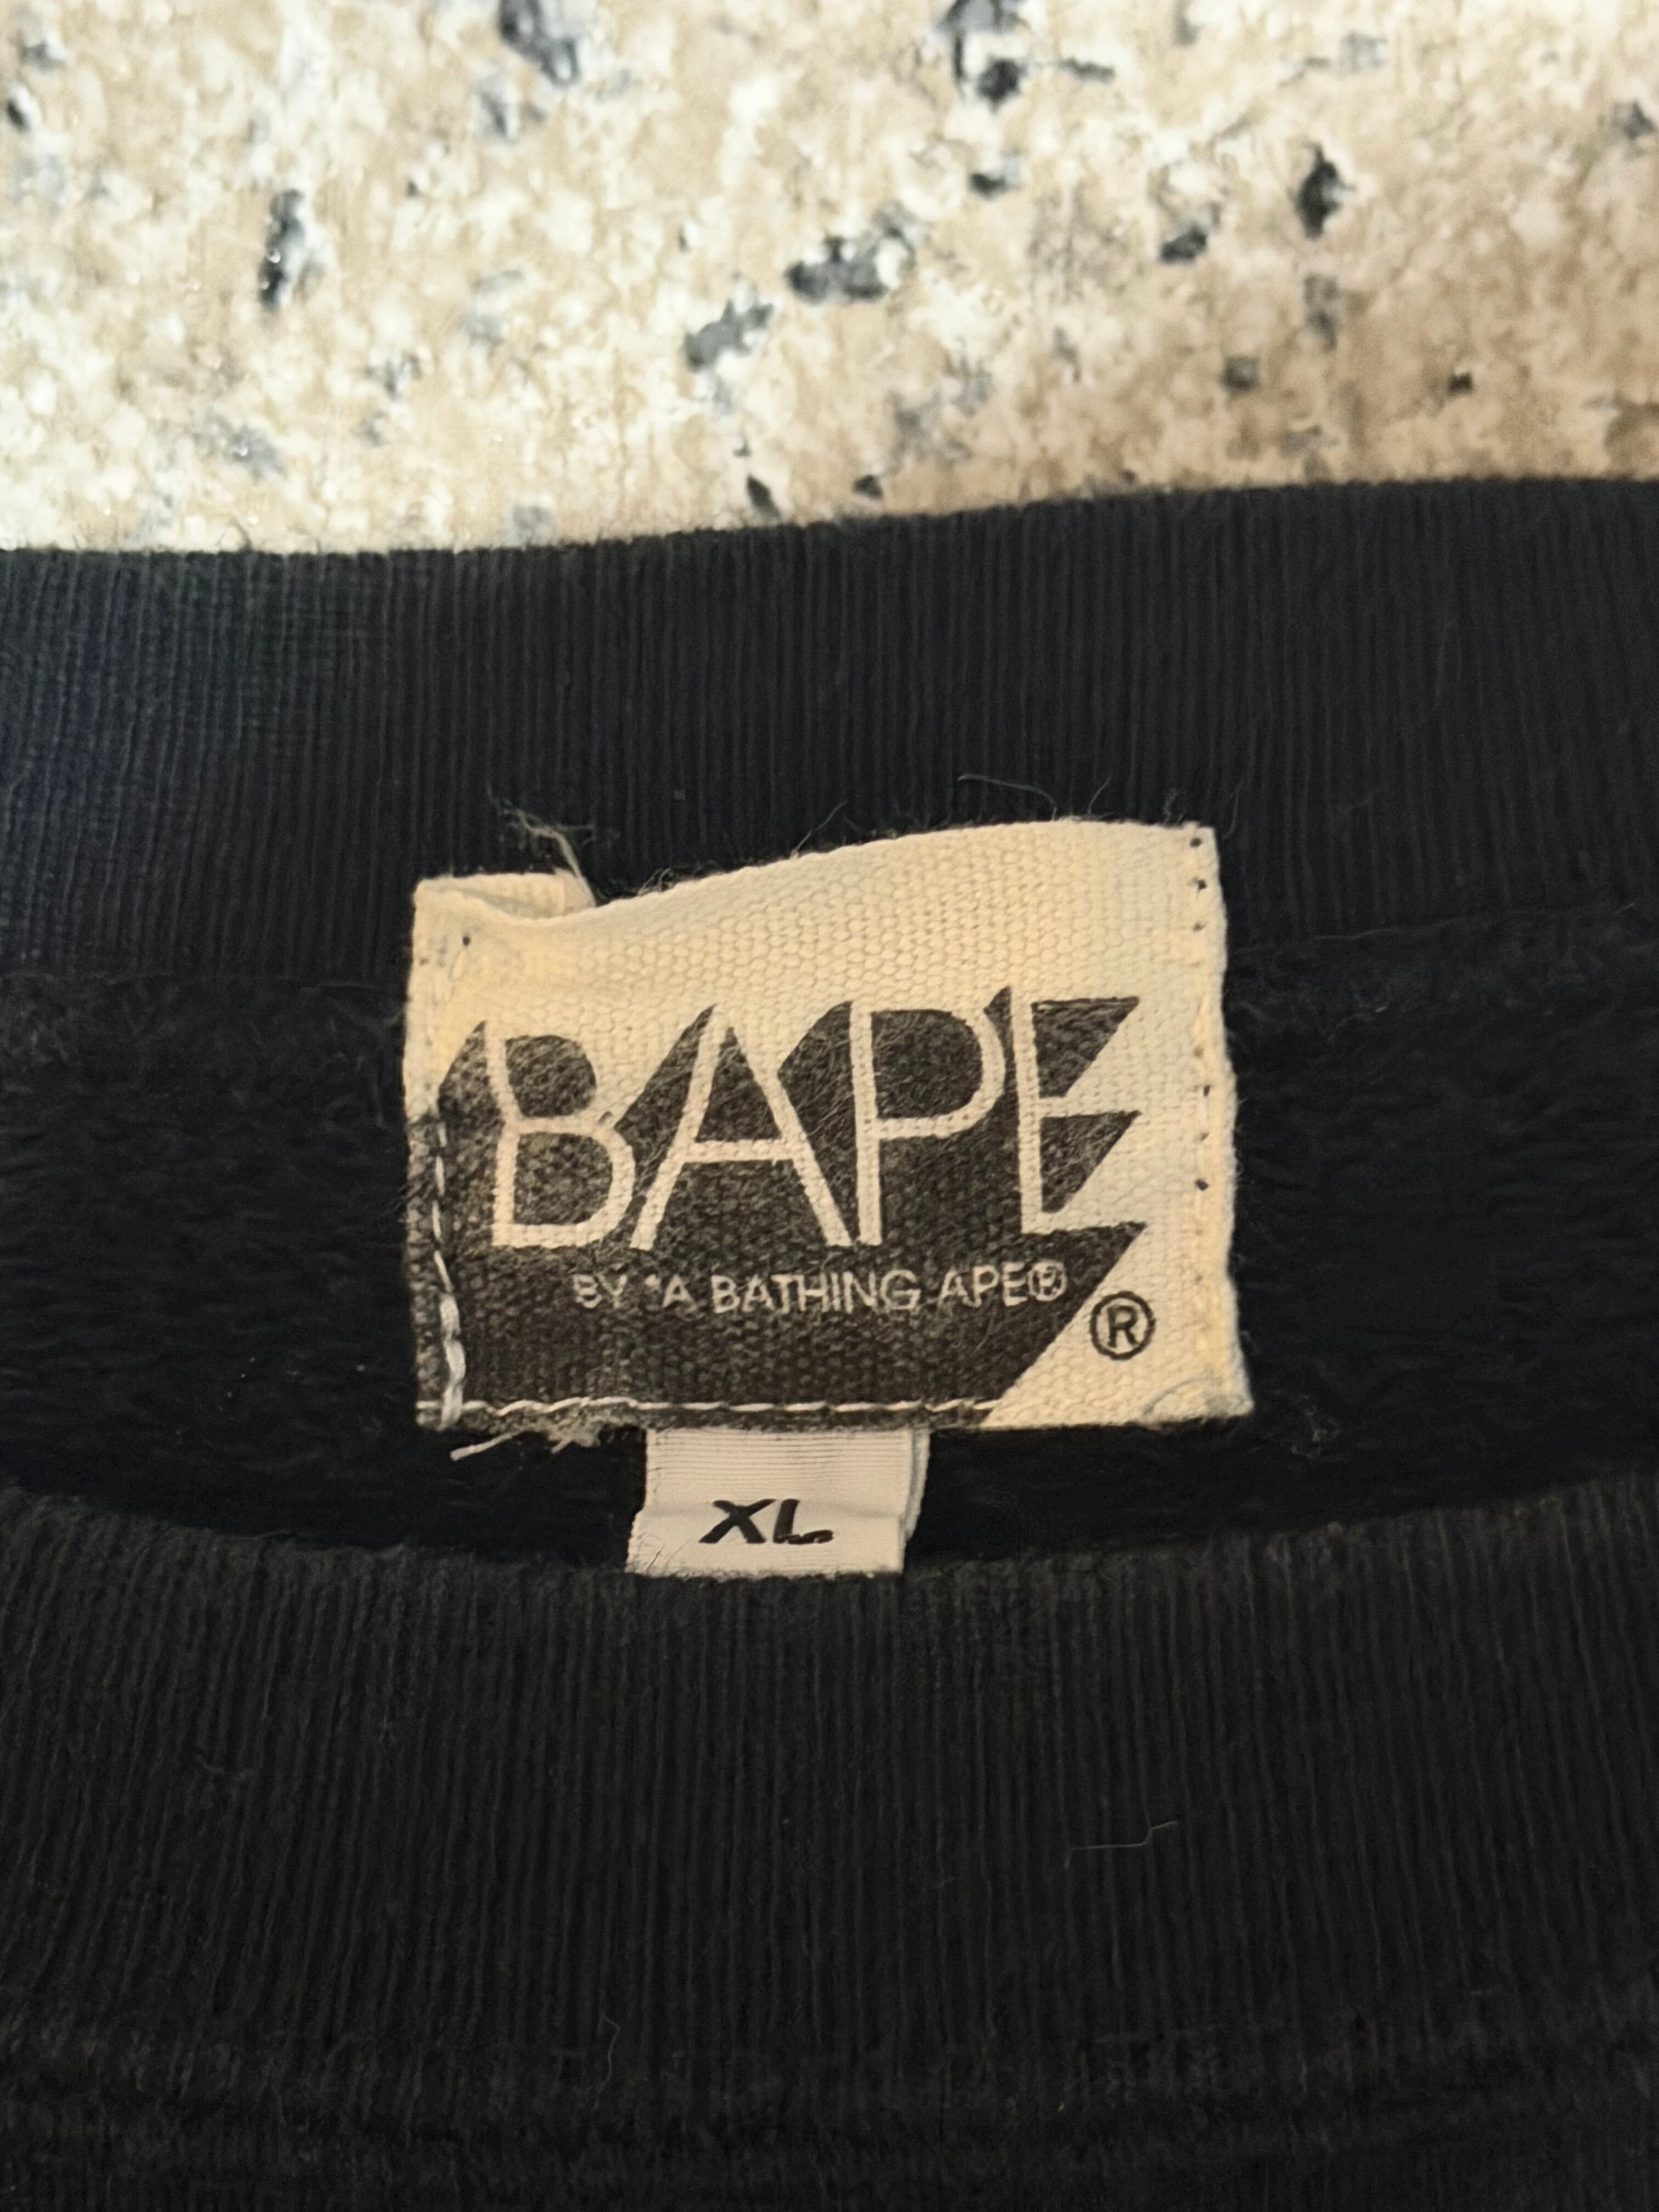 BAPE
BY *A BATHING APE®
®
XL